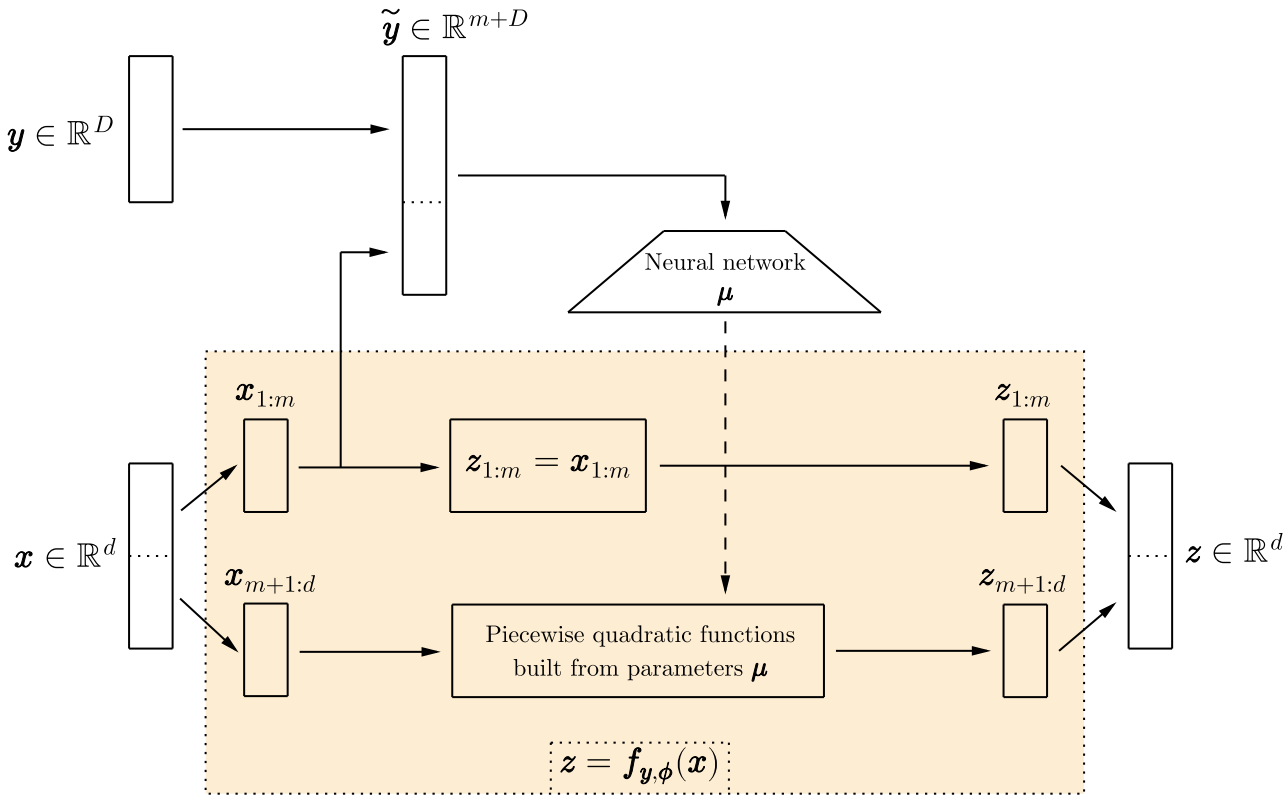 ỹ ∈ ℝ^{m+D}
y ∈ ℝ^D
Neural network
μ
x_{1:m}
z_{1:m}
z_{1:m} = x_{1:m}
x ∈ ℝ^d
z ∈ ℝ^d
x_{m+1:d}
z_{m+1:d}
Piecewise quadratic functions
built from parameters μ
z = f_{y,ϕ}(x)